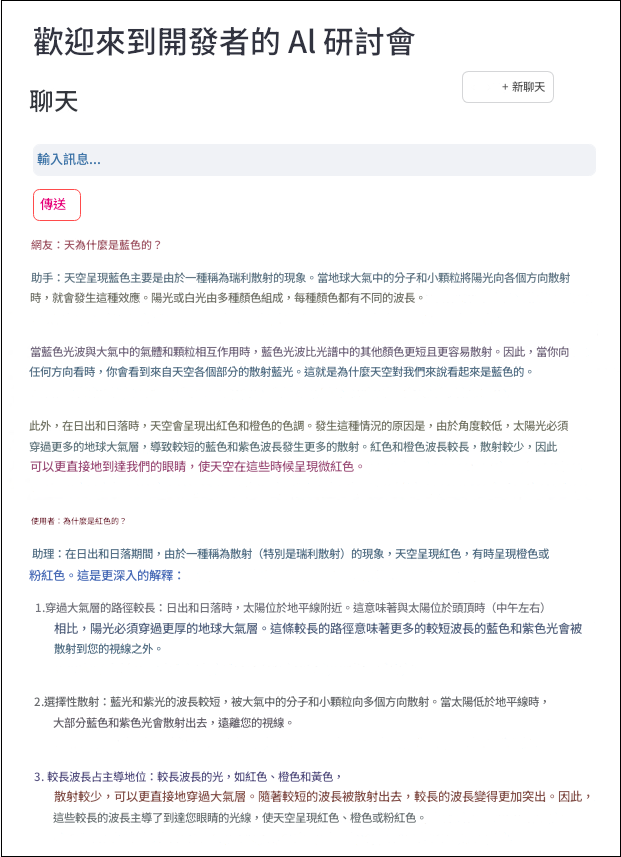 歡迎來到開發者的 Al 研討會
+ 新聊天
聊天
輸入訊息...
傳送
網友：天為什麼是藍色的？
助手：天空呈現藍色主要是由於一種稱為瑞利散射的現象。當地球大氣中的分子和小顆粒將陽光向各個方向散射
時，就會發生這種效應。陽光或白光由多種顏色組成，每種顏色都有不同的波長。
當藍色光波與大氣中的氣體和顆粒相互作用時，藍色光波比光譜中的其他顏色更短且更容易散射。因此，當你向
任何方向看時，你會看到來自天空各個部分的散射藍光。這就是為什麼天空對我們來說看起來是藍色的。
此外，在日出和日落時，天空會呈現出紅色和橙色的色調。發生這種情況的原因是，由於角度較低，太陽光必須
穿過更多的地球大氣層，導致較短的藍色和紫色波長發生更多的散射。紅色和橙色波長較長，散射較少，因此
可以更直接地到達我們的眼睛，使天空在這些時候呈現微紅色。
使用者：為什麼是紅色的？
助理：在日出和日落期間，由於一種稱為散射（特別是瑞利散射）的現象，天空呈現紅色，有時呈現橙色或
粉紅色。這是更深入的解釋：
1.穿過大氣層的路徑較長：日出和日落時，太陽位於地平線附近。這意味著與太陽位於頭頂時（中午左右）
相比，陽光必須穿過更厚的地球大氣層。這條較長的路徑意味著更多的較短波長的藍色和紫色光會被
散射到您的視線之外。
2.選擇性散射：藍光和紫光的波長較短，被大氣中的分子和小顆粒向多個方向散射。當太陽低於地平線時，
大部分藍色和紫色光會散射出去，遠離您的視線。
3. 較長波長占主導地位：較長波長的光，如紅色、橙色和黃色，
散射較少，可以更直接地穿過大氣層。隨著較短的波長被散射出去，較長的波長變得更加突出。因此，
這些較長的波長主導了到達您眼睛的光線，使天空呈現紅色、橙色或粉紅色。